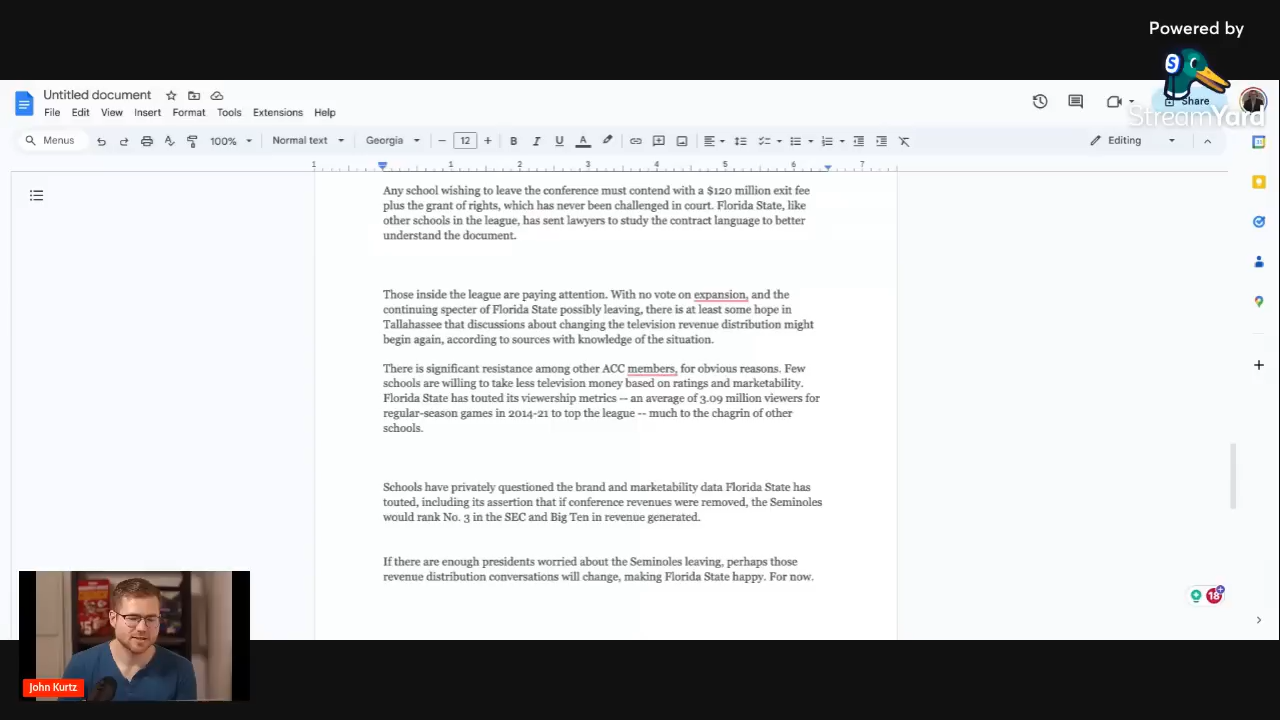 Powered by
StreamYard
Untitled document
File Edit View Insert Format Tools Extensions Help
Share
Menus
100%
Normal text
Georgia
12
Editing
1 1 2 3 4 5 6 7
Any school wishing to leave the conference must contend with a $120 million exit fee
plus the grant of rights, which has never been challenged in court. Florida State, like
other schools in the league, has sent lawyers to study the contract language to better
understand the document.
Those inside the league are paying attention. With no vote on expansion, and the
continuing specter of Florida State possibly leaving, there is at least some hope in
Tallahassee that discussions about changing the television revenue distribution might
begin again, according to sources with knowledge of the situation.
There is significant resistance among other ACC members, for obvious reasons. Few
schools are willing to take less television money based on ratings and marketability.
Florida State has touted its viewership metrics -- an average of 3.09 million viewers for
regular-season games in 2014-21 to top the league -- much to the chagrin of other
schools.
Schools have privately questioned the brand and marketability data Florida State has
touted, including its assertion that if conference revenues were removed, the Seminoles
would rank No. 3 in the SEC and Big Ten in revenue generated.
If there are enough presidents worried about the Seminoles leaving, perhaps those
revenue distribution conversations will change, making Florida State happy. For now.
18
John Kurtz